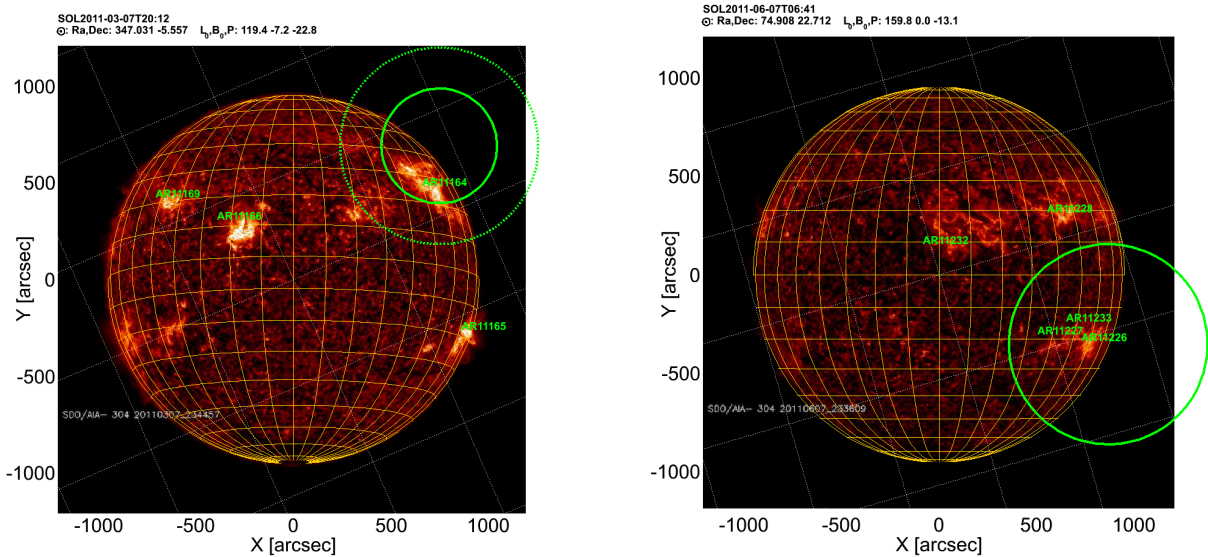 SOL2011-03-07T20:12
⊙: Ra,Dec: 347.031 -5.557 L₀,B₀,P: 119.4 -7.2 -22.8
1000
500
0
-500
-1000
Y [arcsec]
AR11164
AR11169
AR11166
AR11165
SDO/AIA- 304 20110307_234457
-1000 -500 0 500 1000
X [arcsec]
SOL2011-06-07T06:41
⊙: Ra,Dec: 74.908 22.712 L₀,B₀,P: 159.8 0.0 -13.1
1000
500
0
-500
-1000
Y [arcsec]
AR11228
AR11232
AR11233
AR11227
AR11226
SDO/AIA- 304 20110607_233609
-1000 -500 0 500 1000
X [arcsec]